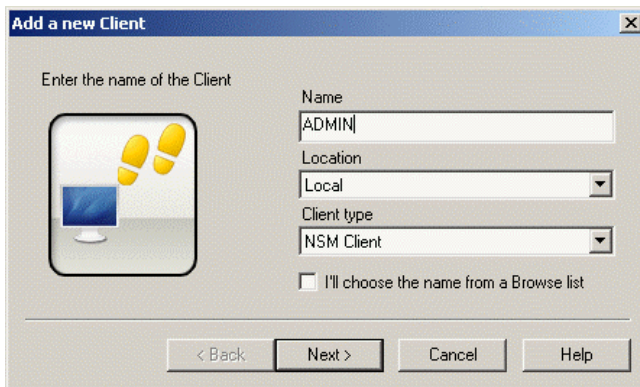 Add a new Client
Enter the name of the Client
Name
ADMIN
Location
Local
Client type
NSM Client
I'll choose the name from a Browse list
< Back
Next >
Cancel
Help